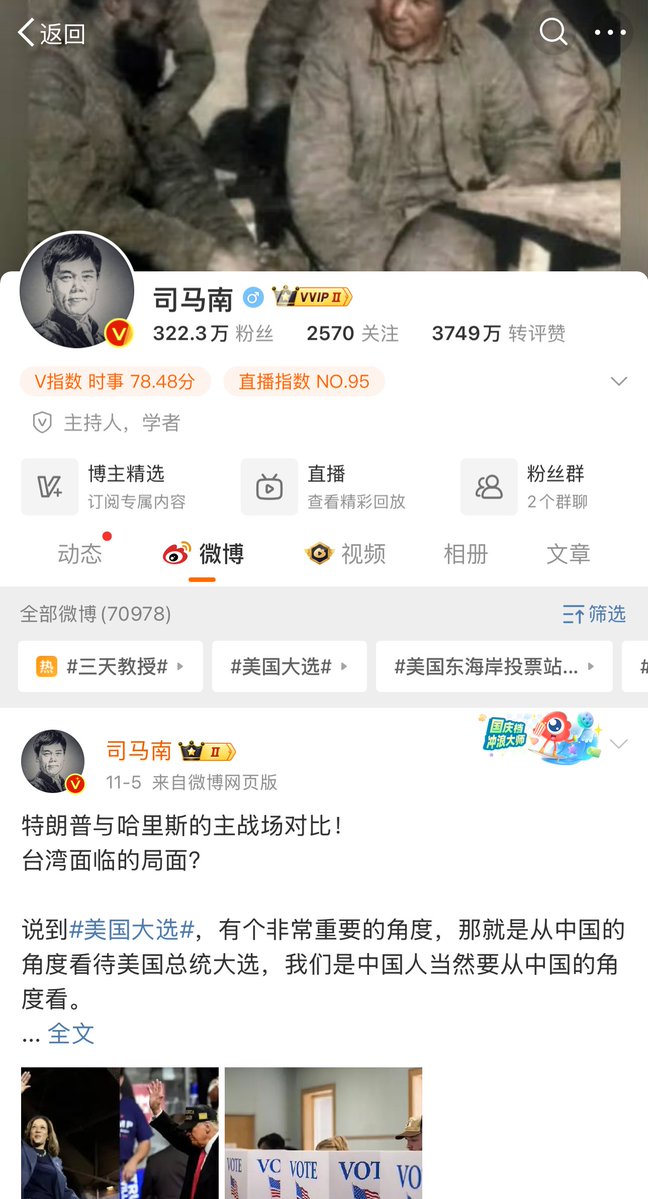 返回
司马南 VVIP II
322.3万 粉丝 2570 关注 3749万 转评赞
V指数 时事 78.48分 直播指数 NO.95
主持人，学者
博主精选 直播 粉丝群
订阅专属内容 查看精彩回放 2个群聊
动态 微博 视频 相册 文章
全部微博(70978) 筛选
热 #三天教授# #美国大选# #美国东海岸投票站... #
国庆档
冲浪大师
司马南 II
11-5 来自微博网页版
特朗普与哈里斯的主战场对比！
台湾面临的局面？
说到#美国大选#，有个非常重要的角度，那就是从中国的
角度看待美国总统大选，我们是中国人当然要从中国的角
度看。
... 全文
VOTE VOTE VOT VO